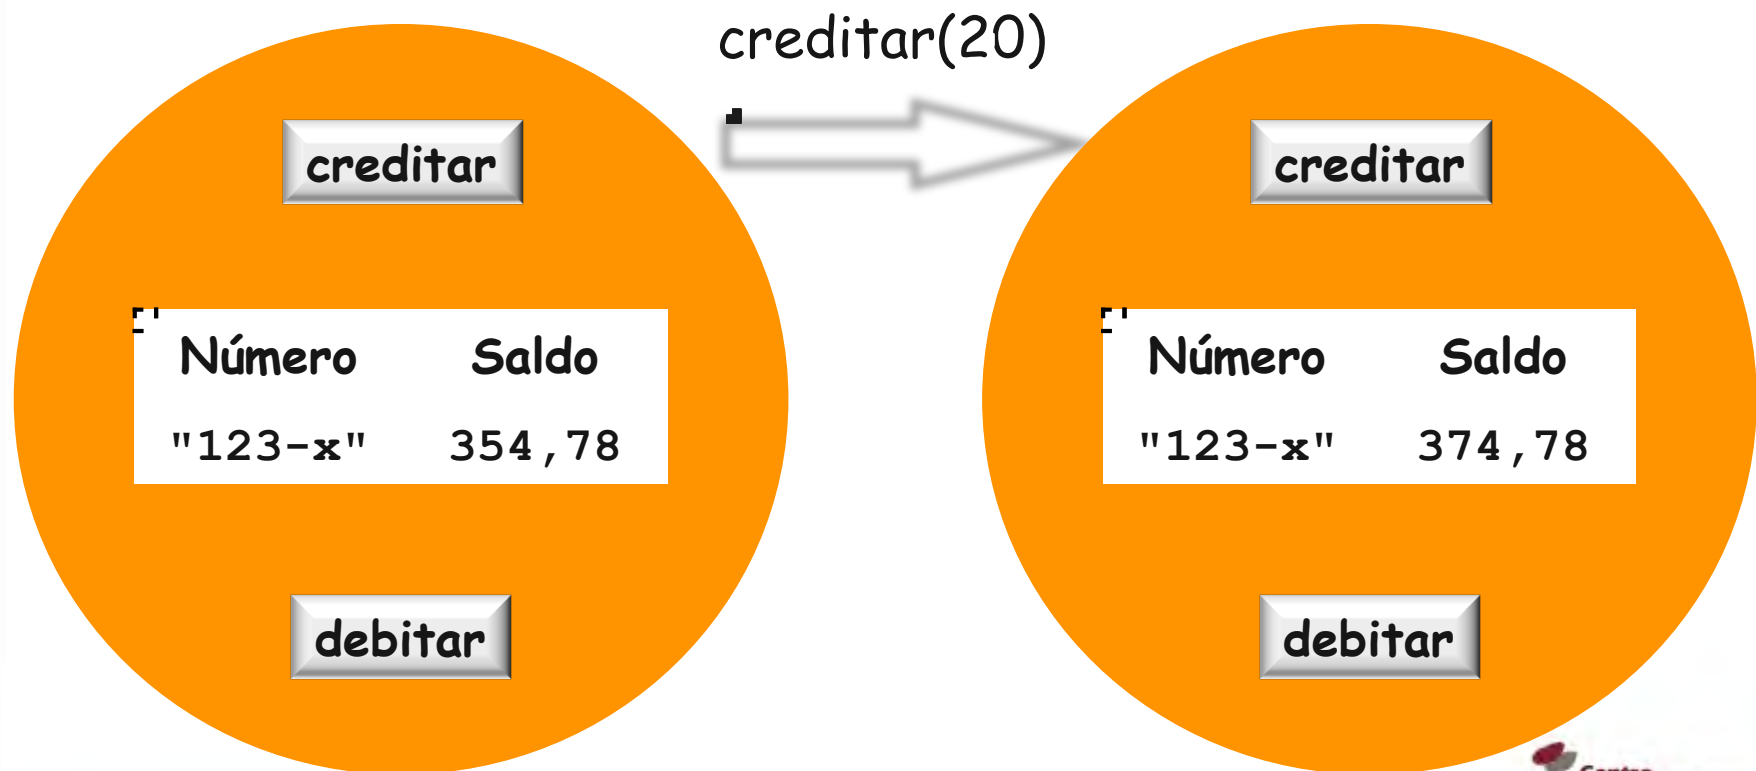 creditar(20)
creditar
Número Saldo
"123-x" 354,78
debitar
creditar
Número Saldo
"123-x" 374,78
debitar